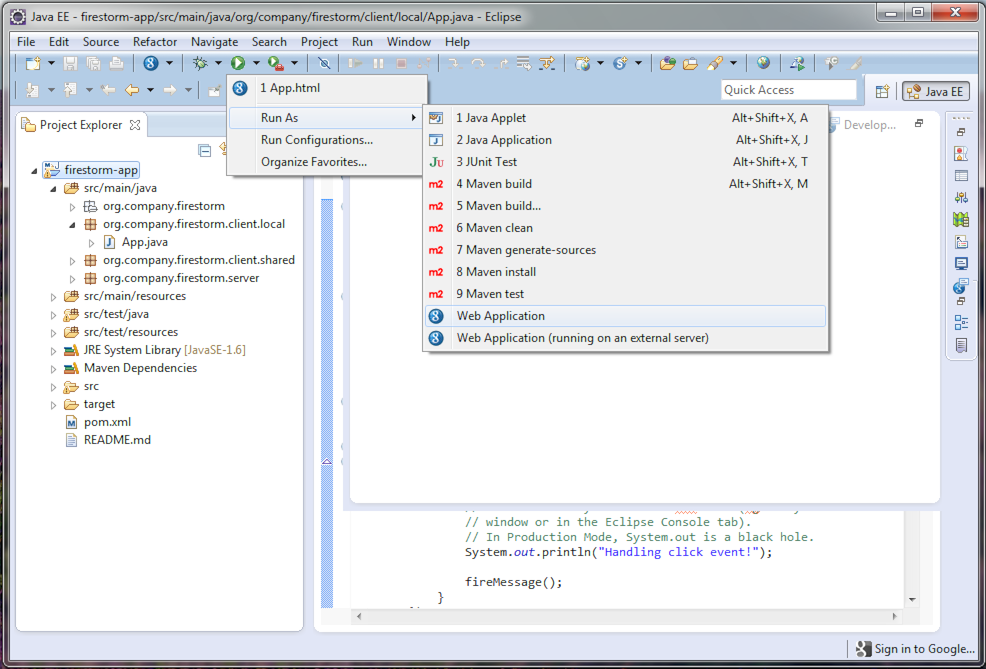 Java EE - firestorm-app/src/main/java/org/company/firestorm/client/local/App.java - Eclipse
File Edit Source Refactor Navigate Search Project Run Window Help
Quick Access
Java EE
1 App.html
Run As
Run Configurations...
Organize Favorites...
1 Java Applet Alt+Shift+X, A
2 Java Application Alt+Shift+X, J
3 JUnit Test Alt+Shift+X, T
4 Maven build Alt+Shift+X, M
5 Maven build...
6 Maven clean
7 Maven generate-sources
8 Maven install
9 Maven test
Web Application
Web Application (running on an external server)
Develop...
Project Explorer
firestorm-app
src/main/java
org.company.firestorm
org.company.firestorm.client.local
App.java
org.company.firestorm.client.shared
org.company.firestorm.server
src/main/resources
src/test/java
src/test/resources
JRE System Library [JavaSE-1.6]
Maven Dependencies
src
target
pom.xml
README.md
// window or in the Eclipse Console tab).
// In Production Mode, System.out is a black hole.
System.out.println("Handling click event!");
fireMessage();
}
Sign in to Google...